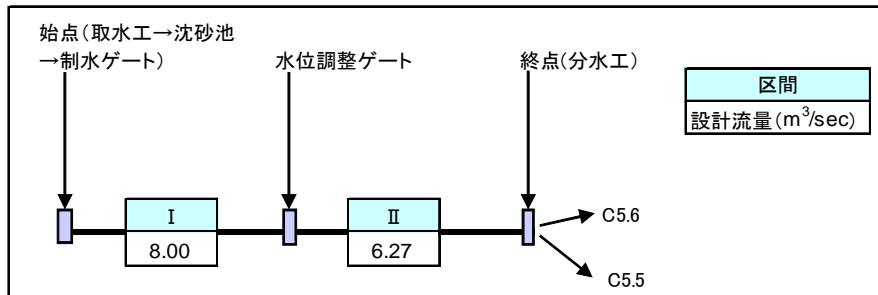 始点(取水工→沈砂池
→制水ゲート)
水位調整ゲート
終点(分水工)
区間
設計流量(m³/sec)
Ⅰ
8.00
Ⅱ
6.27
C5.6
C5.5